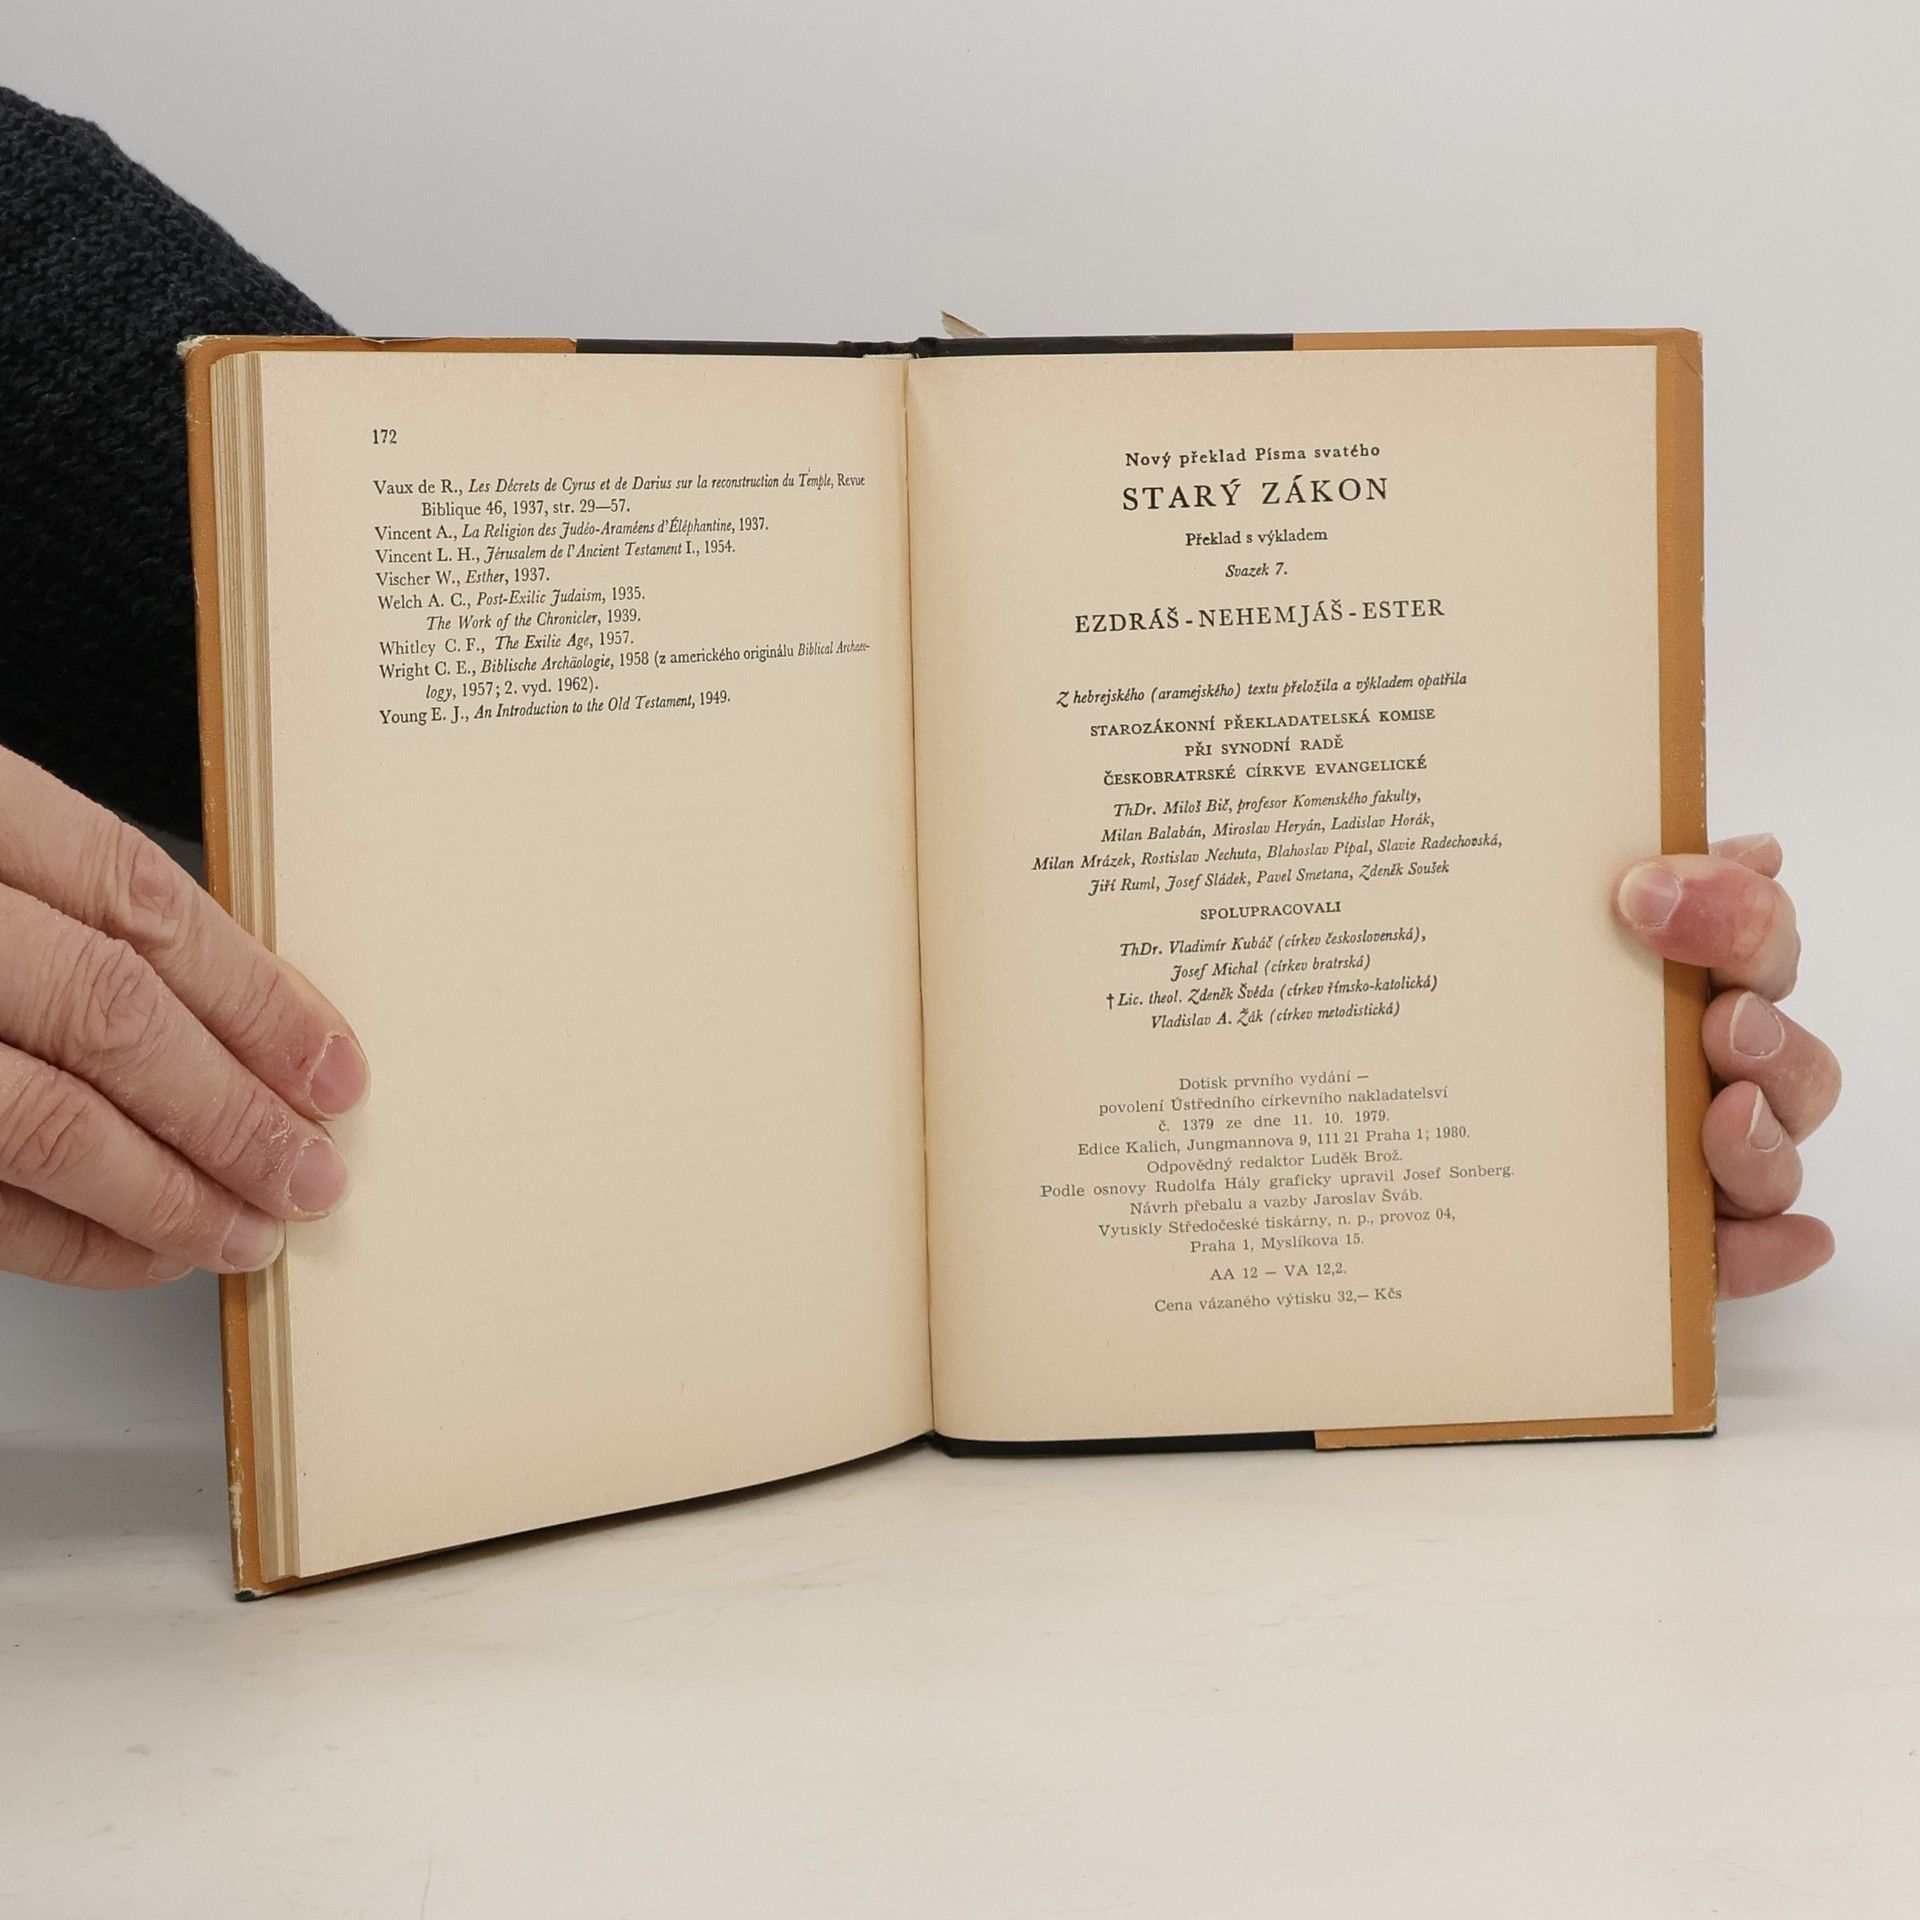 172
Vaux de R., Les Décrets de Cyrus et de Darius sur la reconstruction du Temple, Revue
Biblique 46, 1937, str. 29—57.
Vincent A., La Religion des Judéo-Araméens d'Éléphantine, 1937.
Vincent L. H., Jérusalem de l'Ancient Testament I., 1954.
Vischer W., Esther, 1937.
Welch A. C., Post-Exilic Judaism, 1935.
The Work of the Chronicler, 1939.
Whitley C. F., The Exilic Age, 1957.
Wright C. E., Biblische Archäologie, 1958 (z amerického originálu Biblical Archaeo-
logy, 1957; 2. vyd. 1962).
Young E. J., An Introduction to the Old Testament, 1949.
Nový překlad Písma svatého
STARÝ ZÁKON
Překlad s výkladem
Svazek 7.
EZDRÁŠ-NEHEMJÁŠ-ESTER
Z hebrejského (aramejského) textu přeložila a výkladem opatřila
STAROZÁKONNÍ PŘEKLADATELSKÁ KOMISE
PŘI SYNODNÍ RADĚ
ČESKOBRATRSKÉ CÍRKVE EVANGELICKÉ
ThDr. Miloš Bič, profesor Komenského fakulty,
Milan Balabán, Miroslav Heryán, Ladislav Horák,
Milan Mrázek, Rostislav Nechuta, Blahoslav Pípal, Slavie Radechovská,
Jiří Ruml, Josef Sládek, Pavel Smetana, Zdeněk Soušek
SPOLUPRACOVALI
ThDr. Vladimír Kubáč (církev československá),
Josef Michal (církev bratrská)
† Lic. theol. Zdeněk Švéda (církev římsko-katolická)
Vladislav A. Žák (církev metodistická)
Dotisk prvního vydání —
povolení Ústředního církevního nakladatelsví
č. 1379 ze dne 11. 10. 1979.
Edice Kalich, Jungmannova 9, 111 21 Praha 1; 1980.
Odpovědný redaktor Luděk Brož.
Podle osnovy Rudolfa Hály graficky upravil Josef Sonberg.
Návrh přebalu a vazby Jaroslav Šváb.
Vytiskly Středočeské tiskárny, n. p., provoz 04,
Praha 1, Myslíkova 15.
AA 12 — VA 12,2.
Cena vázaného výtisku 32,— Kčs